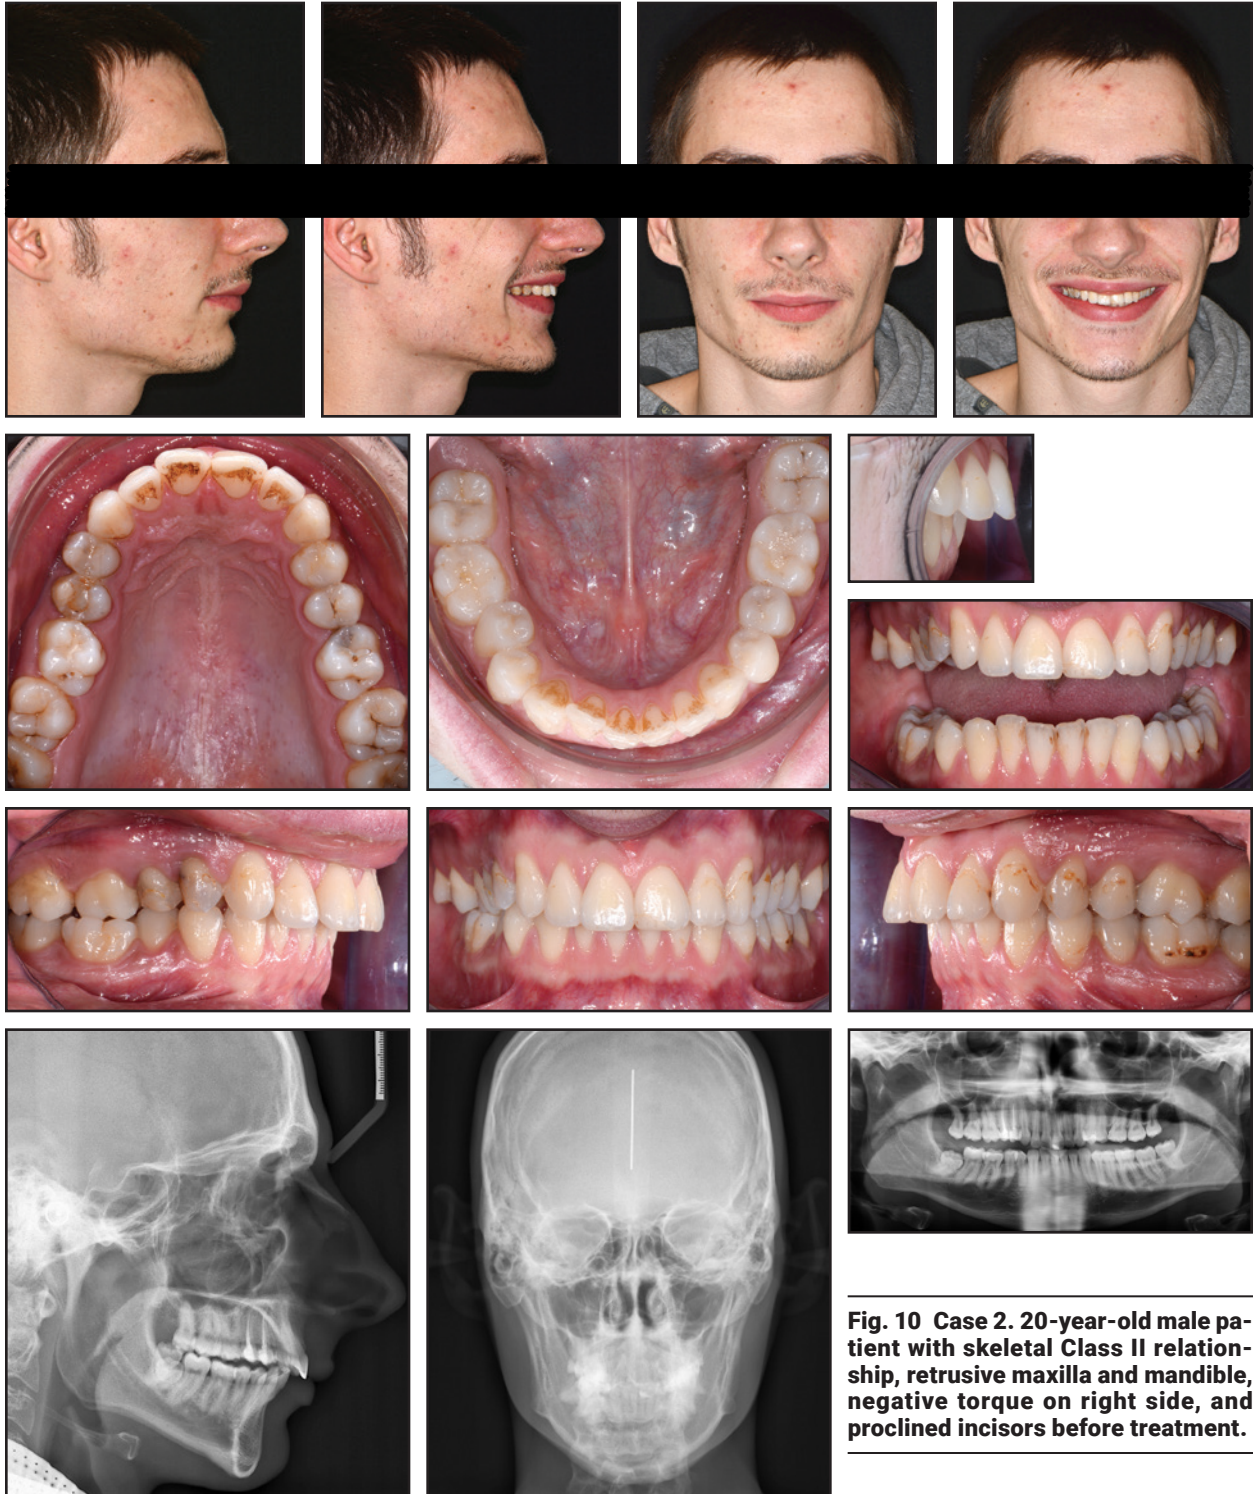 Fig. 10 Case 2. 20-year-old male pa-
tient with skeletal Class II relation-
ship, retrusive maxilla and mandible,
negative torque on right side, and
proclined incisors before treatment.